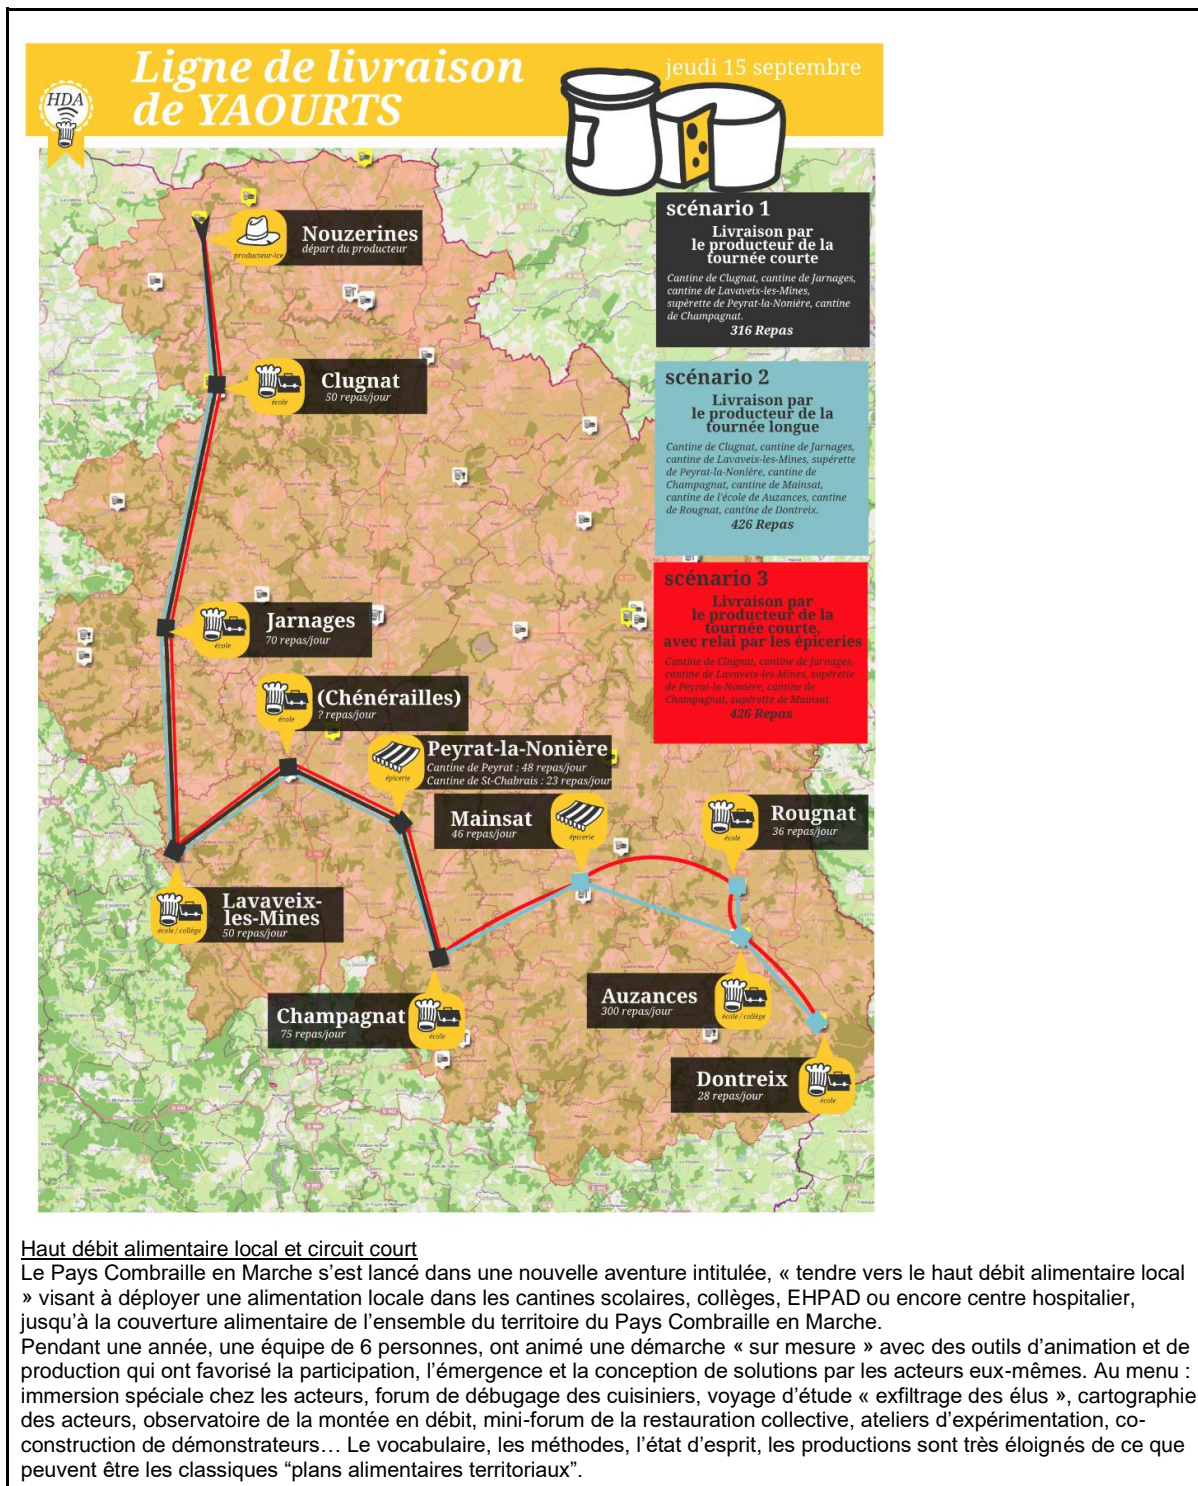 Ligne de livraison
de YAOURTS
jeudi 15 septembre
HDA
scénario 1
Livraison par
le producteur de la
tournée courte
Cantine de Clugnat, cantine de Jarnages,
cantine de Lavaveix-les-Mines,
supérette de Peyrat-la-Nonière, cantine
de Champagnat.
316 Repas
scénario 2
Livraison par
le producteur de la
tournée longue
Cantine de Clugnat, cantine de Jarnages,
cantine de Lavaveix-les-Mines, supérette
de Peyrat-la-Nonière, cantine de
Champagnat, cantine de Mainsat,
cantine de l'école de Auzances, cantine
de Rougnat, cantine de Dontreix.
426 Repas
scénario 3
Livraison par
le producteur de la
tournée courte,
avec relai par les épiceries
Cantine de Clugnat, cantine de Jarnages,
cantine de Lavaveix-les-Mines, supérette
de Peyrat-la-Nonière, cantine de
Champagnat, supérette de Mainsat.
426 Repas
producteur-ice
Nouzerines
départ du producteur
école
Clugnat
50 repas/jour
école
Jarnages
70 repas/jour
école
(Chénérailles)
? repas/jour
épicerie
Peyrat-la-Nonière
Cantine de Peyrat : 48 repas/jour
Cantine de St-Chabrais : 23 repas/jour
Mainsat
46 repas/jour
épicerie
école
Rougnat
36 repas/jour
école / collège
Lavaveix-
les-Mines
50 repas/jour
Champagnat
75 repas/jour
école
Auzances
300 repas/jour
école / collège
Dontreix
28 repas/jour
école
Haut débit alimentaire local et circuit court
Le Pays Combraille en Marche s’est lancé dans une nouvelle aventure intitulée, « tendre vers le haut débit alimentaire local
» visant à déployer une alimentation locale dans les cantines scolaires, collèges, EHPAD ou encore centre hospitalier,
jusqu’à la couverture alimentaire de l’ensemble du territoire du Pays Combraille en Marche.
Pendant une année, une équipe de 6 personnes, ont animé une démarche « sur mesure » avec des outils d’animation et de
production qui ont favorisé la participation, l’émergence et la conception de solutions par les acteurs eux-mêmes. Au menu :
immersion spéciale chez les acteurs, forum de débugage des cuisiniers, voyage d’étude « exfiltrage des élus », cartographie
des acteurs, observatoire de la montée en débit, mini-forum de la restauration collective, ateliers d’expérimentation, co-
construction de démonstrateurs… Le vocabulaire, les méthodes, l’état d’esprit, les productions sont très éloignés de ce que
peuvent être les classiques “plans alimentaires territoriaux”.